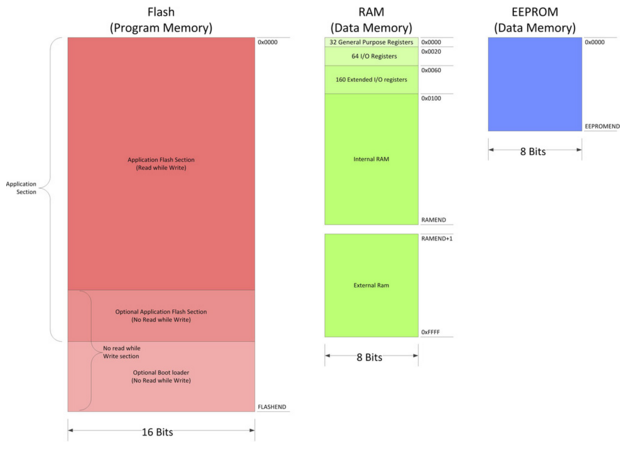 Flash
(Program Memory)
0x0000
Application Flash Section
(Read while Write)
Application
Section
Optional Application Flash Section
(No Read while Write)
No read while
Write section
Optional Boot loader
(No Read while Write)
FLASHEND
16 Bits
RAM
(Data Memory)
32 General Purpose Registers
0x0000
64 I/O Registers
0x0020
160 Extended I/O registers
0x0060
0x0100
Internal RAM
RAMEND
RAMEND+1
External Ram
0xFFFF
8 Bits
EEPROM
(Data Memory)
0x0000
EEPROMEND
8 Bits